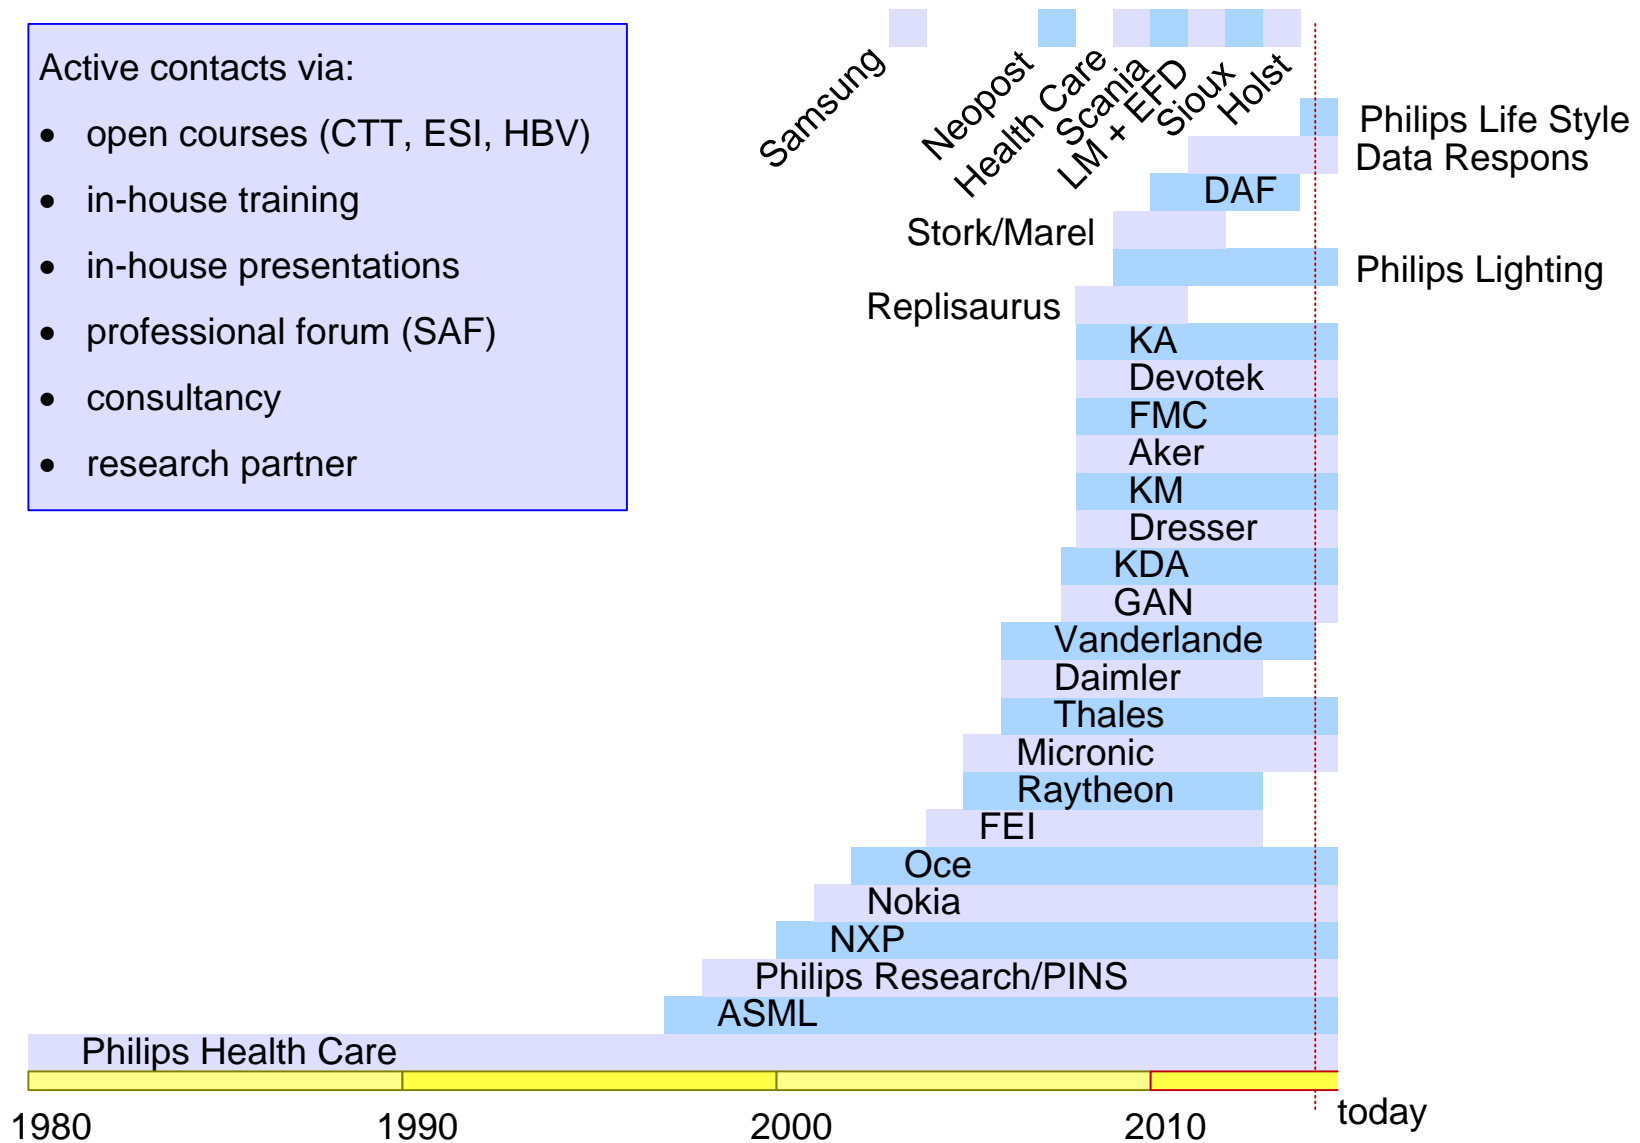 Active contacts via:
• open courses (CTT, ESI, HBV)
• in-house training
• in-house presentations
• professional forum (SAF)
• consultancy
• research partner
Samsung
Neopost
Health Care
Scania
LM + EFD
Sioux
Holst
Philips Life Style
Data Respons
DAF
Stork/Marel
Philips Lighting
Replisaurus
KA
Devotek
FMC
Aker
KM
Dresser
KDA
GAN
Vanderlande
Daimler
Thales
Micronic
Raytheon
FEI
Oce
Nokia
NXP
Philips Research/PINS
ASML
Philips Health Care
1980 1990 2000 2010 today